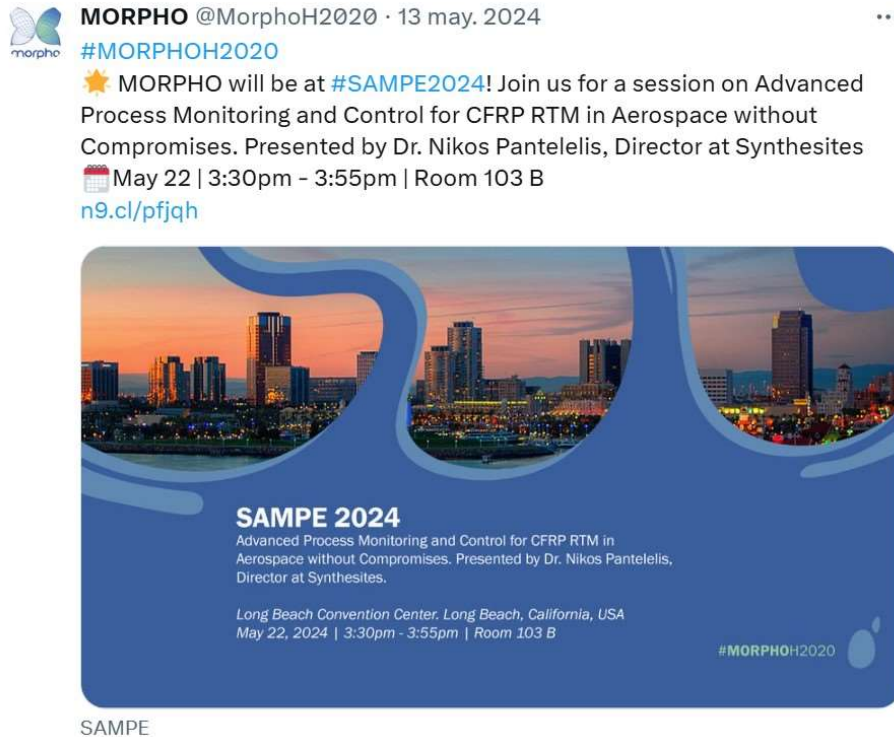 MORPHO @MorphoH2020 · 13 may. 2024
morpho
#MORPHOH2020
MORPHO will be at #SAMPE2024! Join us for a session on Advanced
Process Monitoring and Control for CFRP RTM in Aerospace without
Compromises. Presented by Dr. Nikos Pantelelis, Director at Synthesites
May 22 | 3:30pm - 3:55pm | Room 103 B
n9.cl/pfjqh
SAMPE 2024
Advanced Process Monitoring and Control for CFRP RTM in
Aerospace without Compromises. Presented by Dr. Nikos Pantelelis,
Director at Synthesites.
Long Beach Convention Center. Long Beach, California, USA
May 22, 2024 | 3:30pm - 3:55pm | Room 103 B
#MORPHOH2020
SAMPE